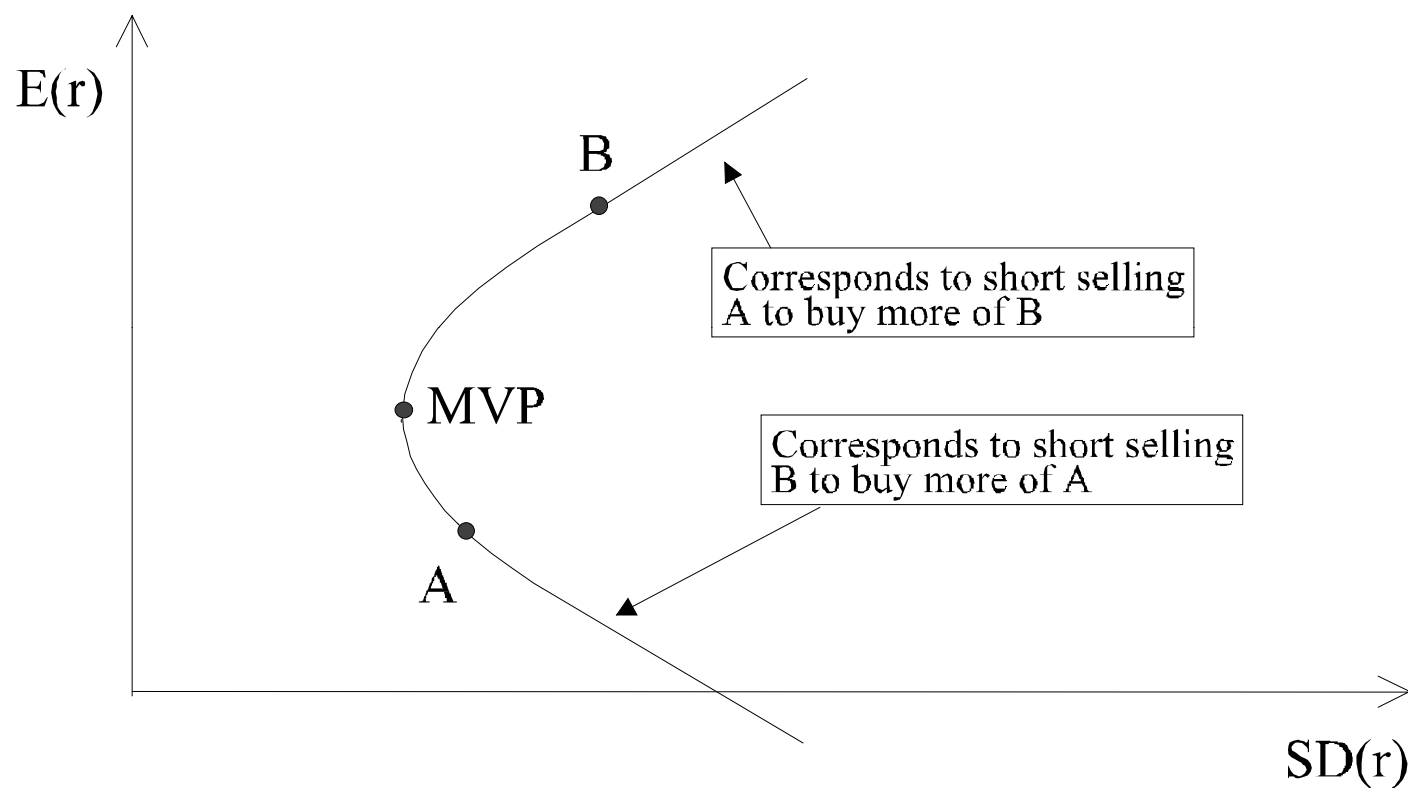 E(r)
B
Corresponds to short selling
A to buy more of B
MVP
Corresponds to short selling
B to buy more of A
A
SD(r)